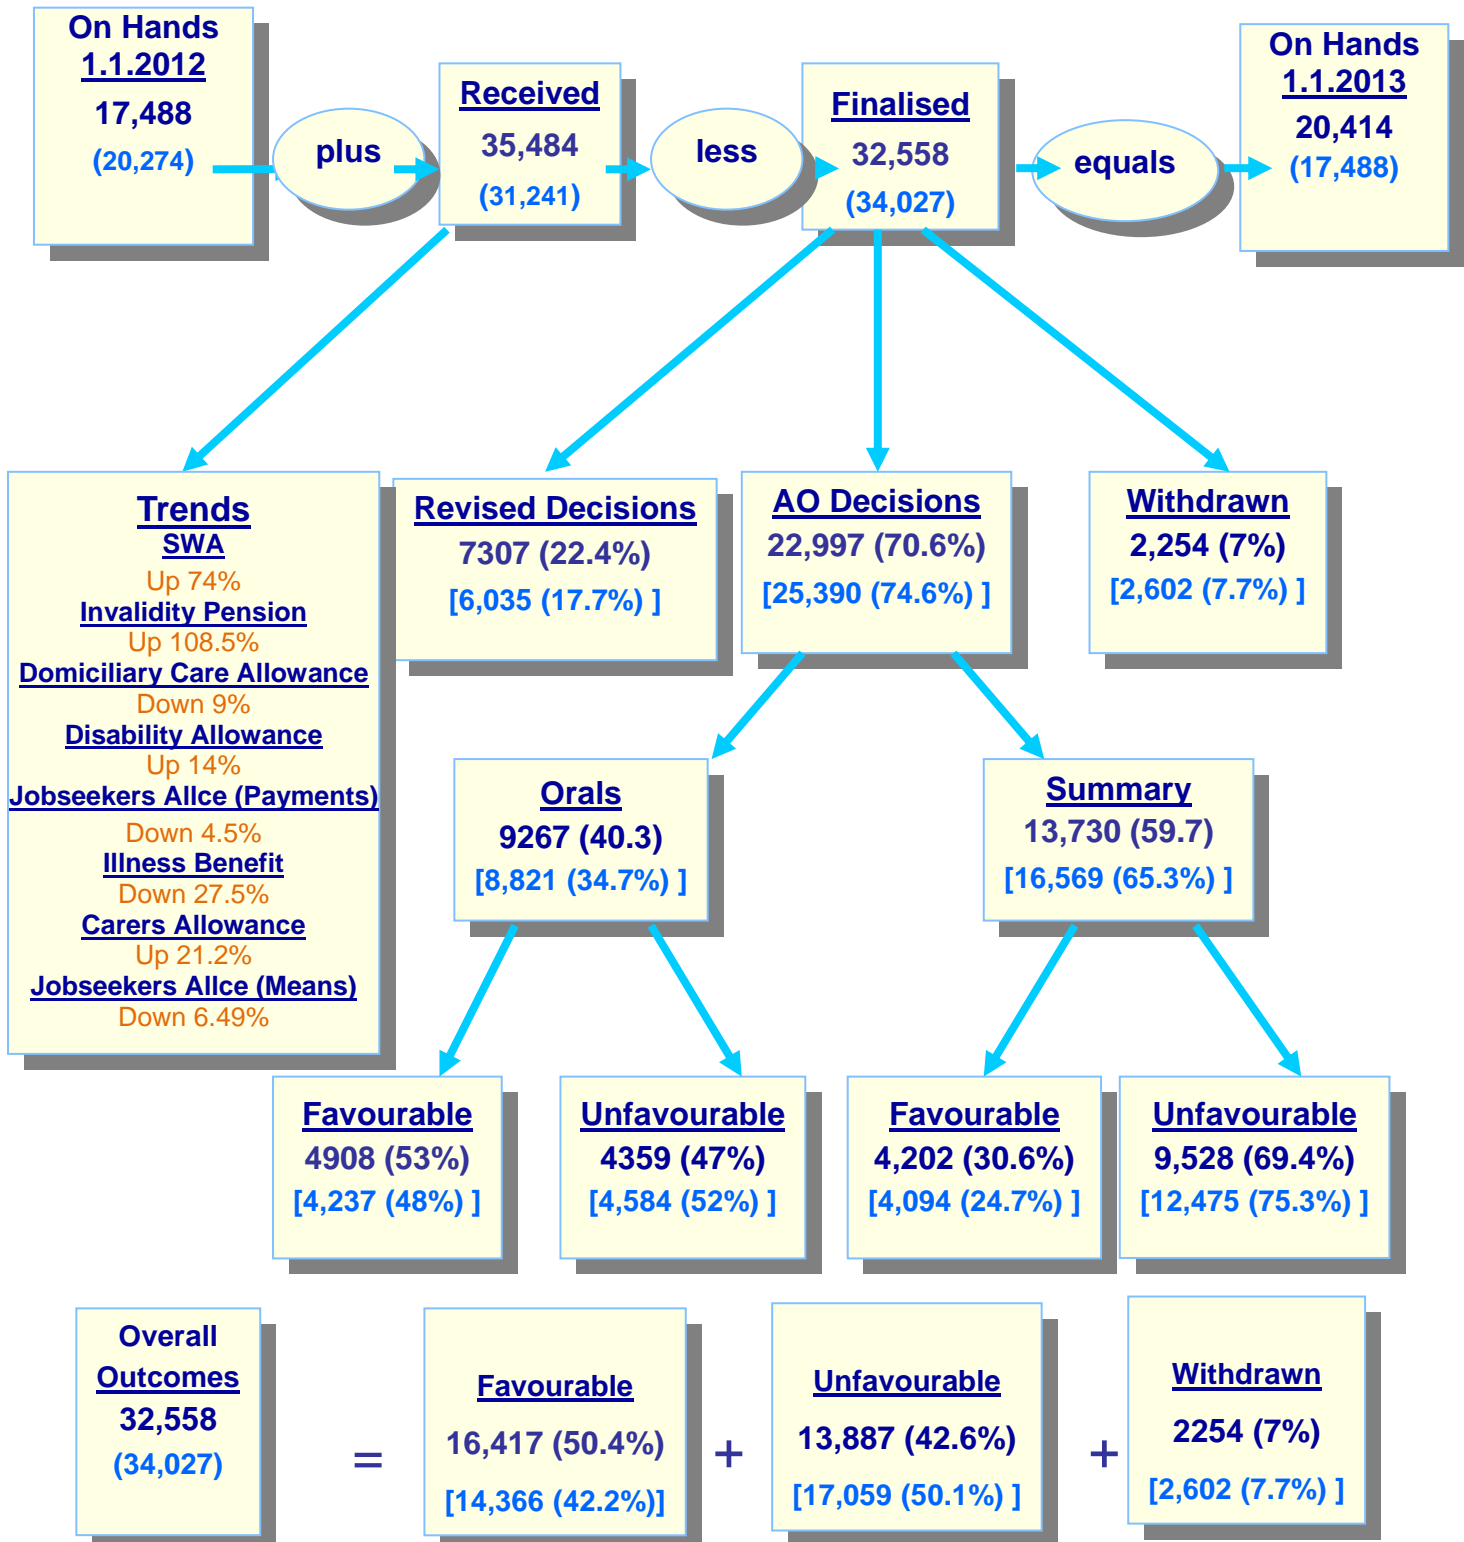 On Hands
1.1.2012
17,488
(20,274)
plus
Received
35,484
(31,241)
less
Finalised
32,558
(34,027)
equals
On Hands
1.1.2013
20,414
(17,488)
Trends
SWA
Up 74%
Invalidity Pension
Up 108.5%
Domiciliary Care Allowance
Down 9%
Disability Allowance
Up 14%
Jobseekers Allce (Payments)
Down 4.5%
Illness Benefit
Down 27.5%
Carers Allowance
Up 21.2%
Jobseekers Allce (Means)
Down 6.49%
Revised Decisions
7307 (22.4%)
[6,035 (17.7%) ]
AO Decisions
22,997 (70.6%)
[25,390 (74.6%) ]
Withdrawn
2,254 (7%)
[2,602 (7.7%) ]
Orals
9267 (40.3)
[8,821 (34.7%) ]
Summary
13,730 (59.7)
[16,569 (65.3%) ]
Favourable
4908 (53%)
[4,237 (48%) ]
Unfavourable
4359 (47%)
[4,584 (52%) ]
Favourable
4,202 (30.6%)
[4,094 (24.7%) ]
Unfavourable
9,528 (69.4%)
[12,475 (75.3%) ]
Overall
Outcomes
32,558
(34,027)
=
Favourable
16,417 (50.4%)
[14,366 (42.2%)]
+
Unfavourable
13,887 (42.6%)
[17,059 (50.1%) ]
+
Withdrawn
2254 (7%)
[2,602 (7.7%) ]